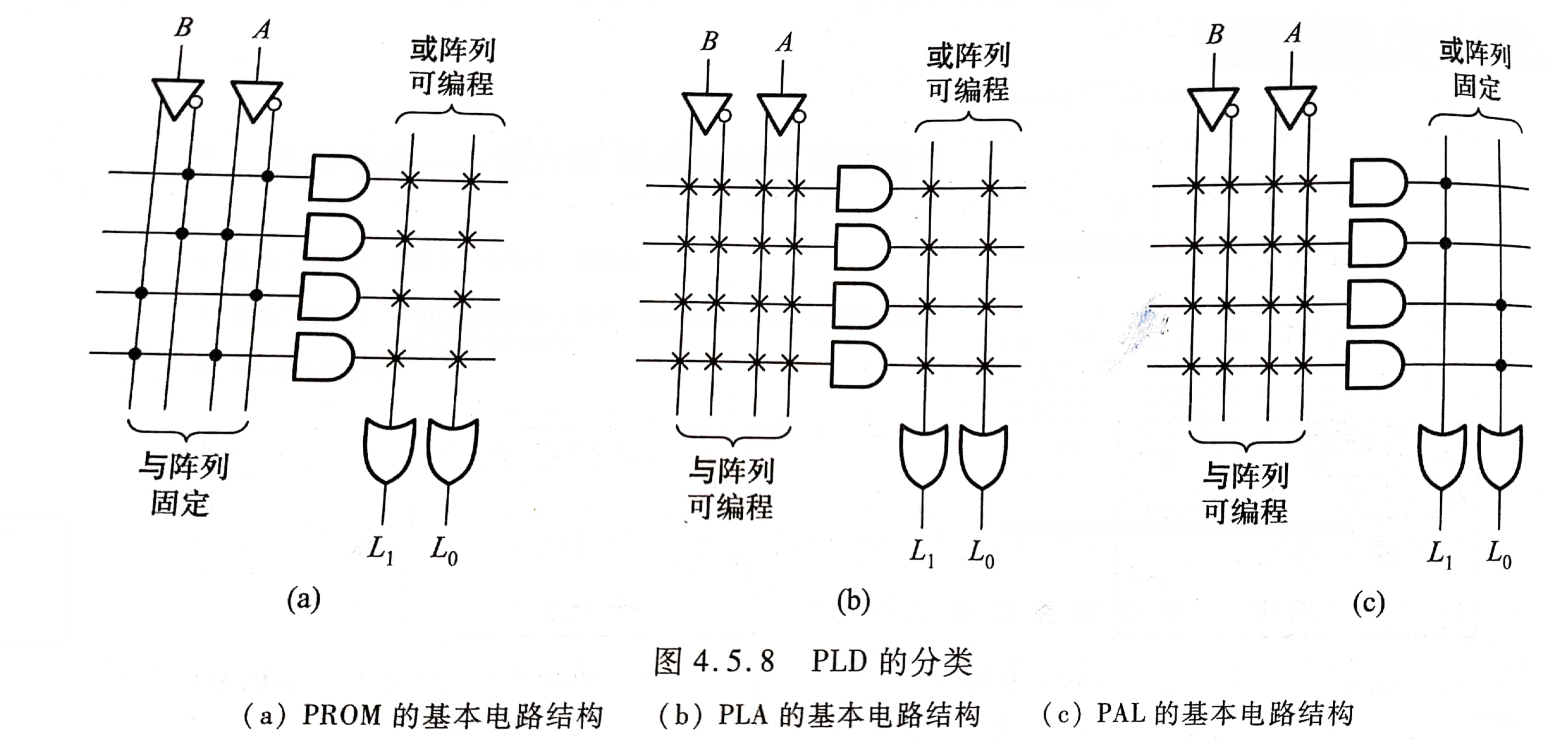 B A
或阵列
可编程
与阵列
固定
L1 L0
(a)
B A
或阵列
可编程
与阵列
可编程
L1 L0
(b)
B A
或阵列
固定
与阵列
可编程
L1 L0
(c)
图 4.5.8 PLD 的分类
(a) PROM 的基本电路结构 (b) PLA 的基本电路结构 (c) PAL 的基本电路结构